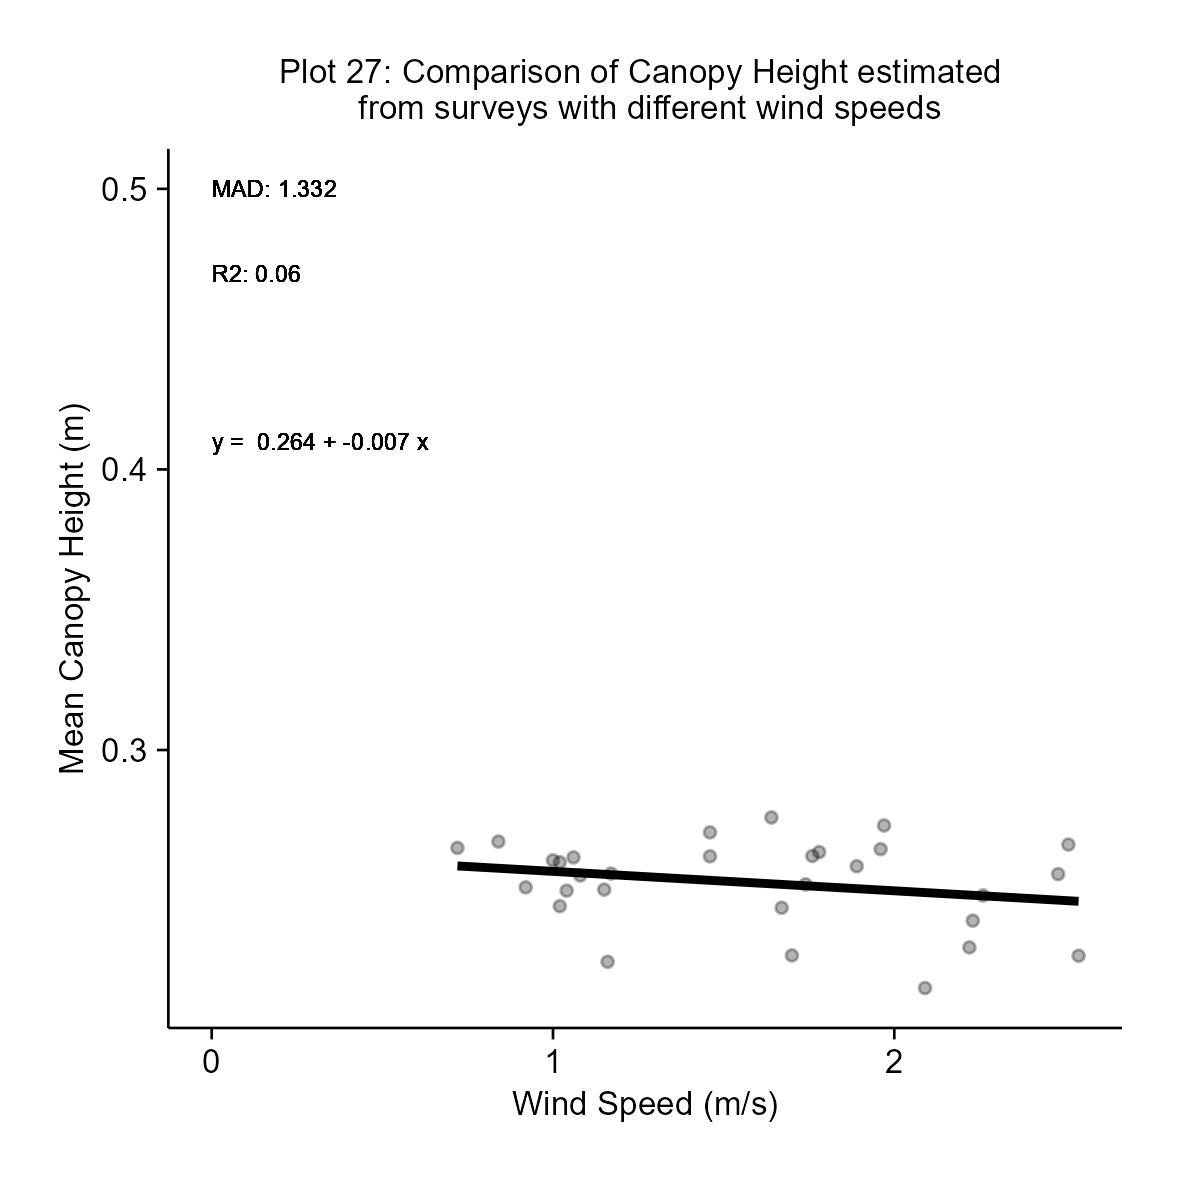 Plot 27: Comparison of Canopy Height estimated
from surveys with different wind speeds
0.5
MAD: 1.332
R2: 0.06
y =  0.264 + -0.007 x
0.4
Mean Canopy Height (m)
0.3
0
1
2
Wind Speed (m/s)